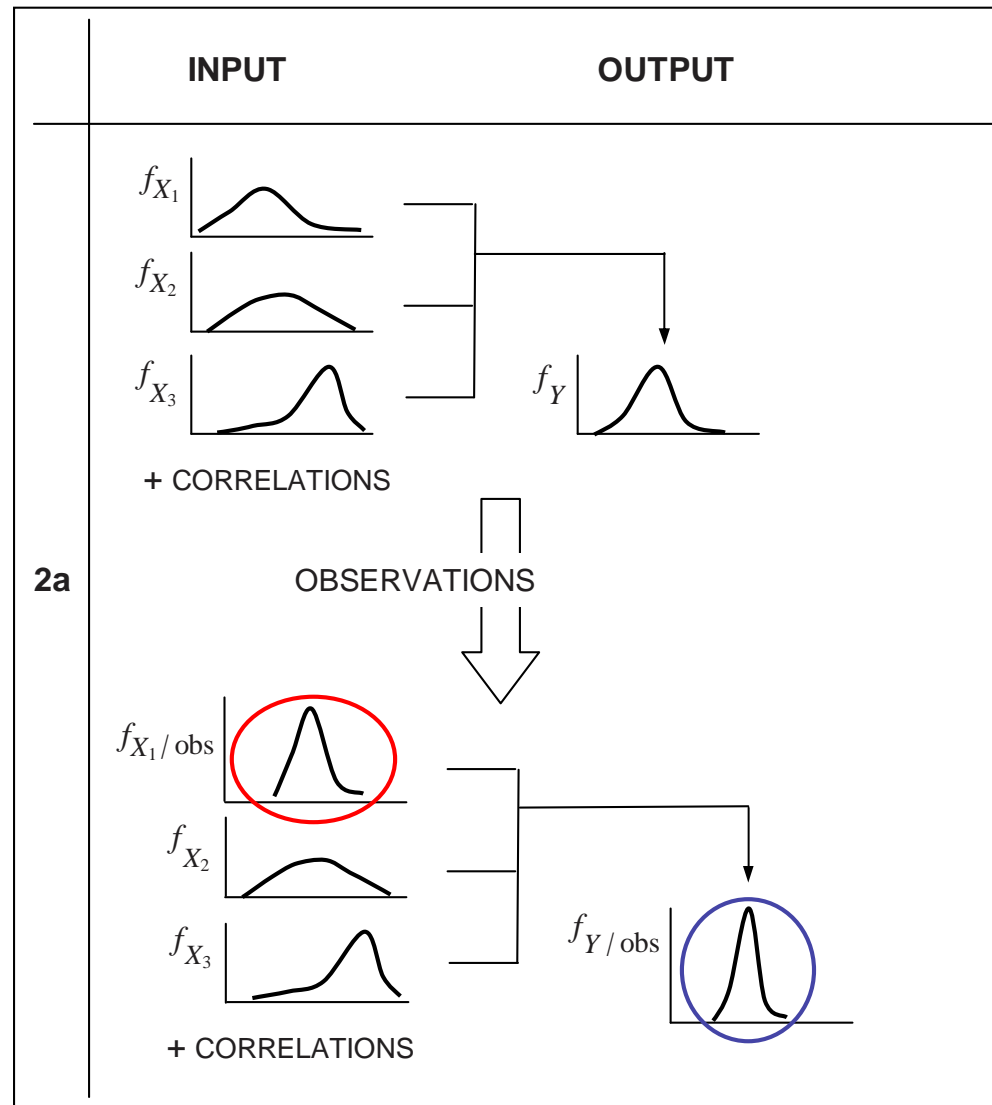 INPUT OUTPUT
f_{X_1}
f_{X_2}
f_{X_3}
f_Y
+ CORRELATIONS
2a
OBSERVATIONS
f_{X_1 / obs}
f_{X_2}
f_{X_3}
f_{Y / obs}
+ CORRELATIONS